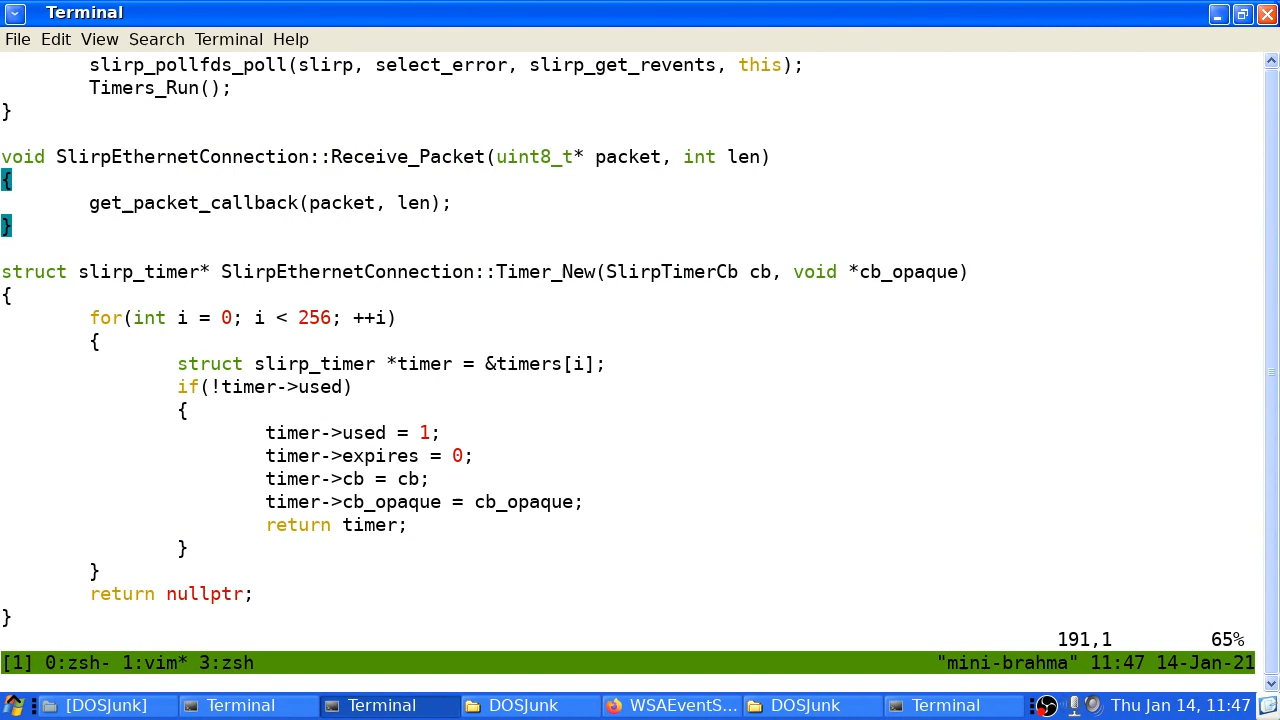 Terminal
File Edit View Search Terminal Help
        slirp_pollfds_poll(slirp, select_error, slirp_get_revents, this);
        Timers_Run();
}
void SlirpEthernetConnection::Receive_Packet(uint8_t* packet, int len)
{
        get_packet_callback(packet, len);
}
struct slirp_timer* SlirpEthernetConnection::Timer_New(SlirpTimerCb cb, void *cb_opaque)
{
        for(int i = 0; i < 256; ++i)
        {
                struct slirp_timer *timer = &timers[i];
                if(!timer->used)
                {
                        timer->used = 1;
                        timer->expires = 0;
                        timer->cb = cb;
                        timer->cb_opaque = cb_opaque;
                        return timer;
                }
        }
        return nullptr;
}
191,1 65%
[1] 0:zsh- 1:vim* 3:zsh "mini-brahma" 11:47 14-Jan-21
[DOSJunk] Terminal Terminal DOSJunk WSAEventS... DOSJunk Terminal Thu Jan 14, 11:47